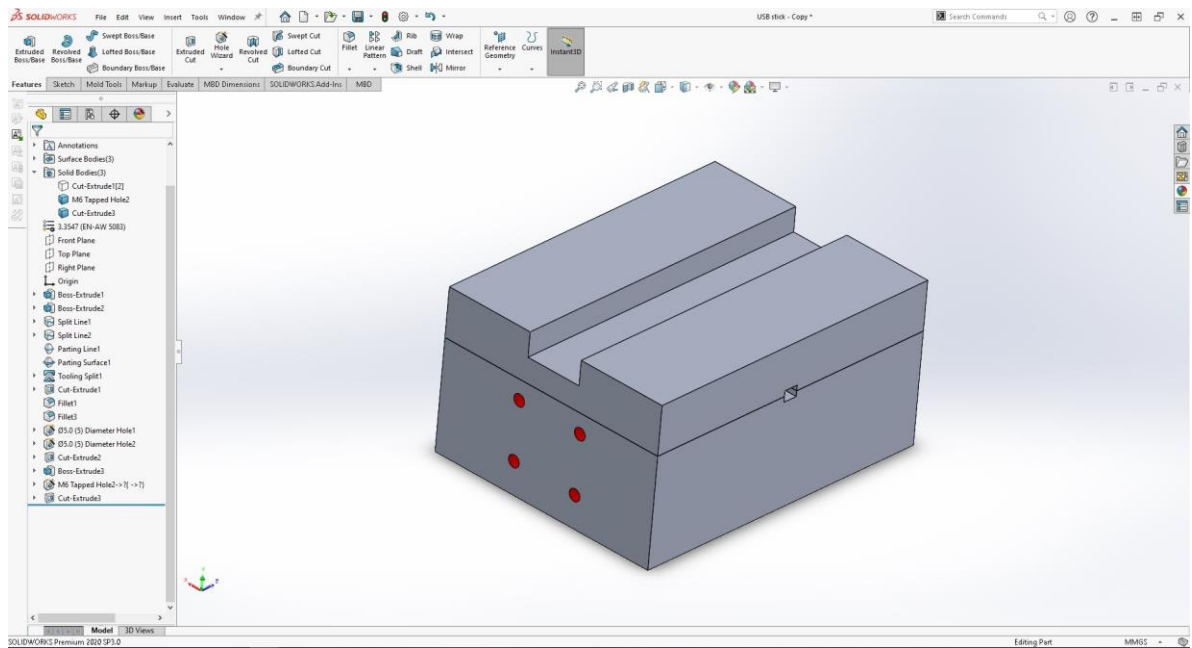 SOLIDWORKS File Edit View Insert Tools Window
USB stick - Copy *
Search Commands
Extruded Boss/Base
Revolved Boss/Base
Swept Boss/Base
Lofted Boss/Base
Boundary Boss/Base
Extruded Cut
Hole Wizard
Revolved Cut
Swept Cut
Lofted Cut
Boundary Cut
Fillet
Linear Pattern
Rib
Draft
Shell
Wrap
Intersect
Mirror
Reference Geometry
Curves
Instant3D
Features Sketch Mold Tools Markup Evaluate MBD Dimensions SOLIDWORKS Add-Ins MBD
Annotations
Surface Bodies(3)
Solid Bodies(3)
Cut-Extrude1[2]
M6 Tapped Hole2
Cut-Extrude3
3.3547 (EN-AW 5083)
Front Plane
Top Plane
Right Plane
Origin
Boss-Extrude1
Boss-Extrude2
Split Line1
Split Line2
Parting Line1
Parting Surface1
Tooling Split1
Cut-Extrude1
Fillet1
Fillet3
Ø5.0 (5) Diameter Hole1
Ø5.0 (5) Diameter Hole2
Cut-Extrude2
Boss-Extrude3
M6 Tapped Hole2->?{ ->?}
Cut-Extrude3
Model 3D Views
SOLIDWORKS Premium 2020 SP3.0
Editing Part
MMGS